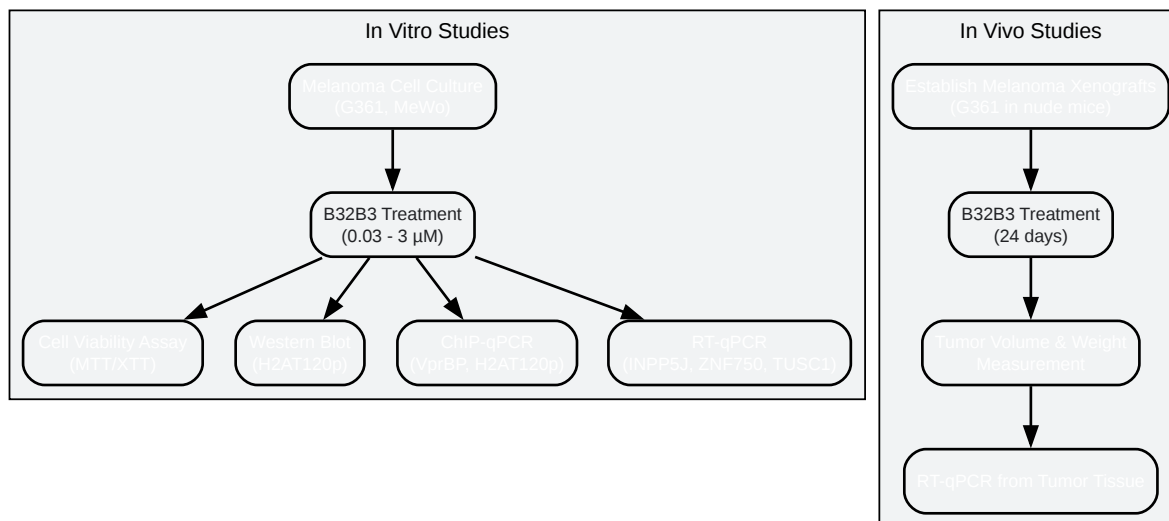 In Vitro Studies
Melanoma Cell Culture
(G361, MeWo)
B32B3 Treatment
(0.03 - 3 µM)
Cell Viability Assay
(MTT/XTT)
Western Blot
(H2AT120p)
ChIP-qPCR
(VprBP, H2AT120p)
RT-qPCR
(INPP5J, ZNF750, TUSC1)
In Vivo Studies
Establish Melanoma Xenografts
(G361 in nude mice)
B32B3 Treatment
(24 days)
Tumor Volume & Weight
Measurement
RT-qPCR from Tumor Tissue